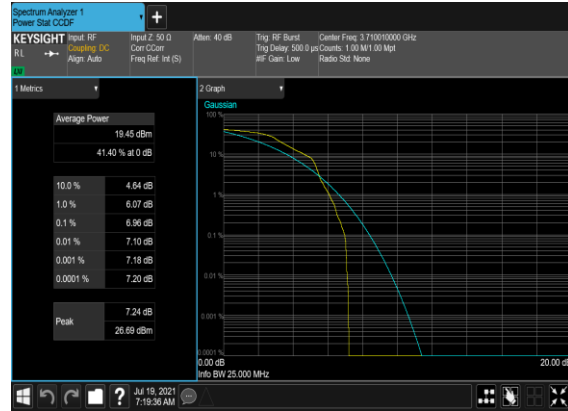 Spectrum Analyzer 1
Power Stat CCDF
KEYSIGHT
R L
Input: RF
Coupling: DC
Align: Auto
Input Z: 50 Ω
Corr CCorr
Freq Ref: Int (S)
Atten: 40 dB
Trig: RF Burst
Trig Delay: 500.0 µs
#IF Gain: Low
Center Freq: 3.710010000 GHz
Counts: 1.00 M/1.00 Mpt
Radio Std: None
1 Metrics
Average Power
19.45 dBm
41.40 % at 0 dB
10.0 % 4.64 dB
1.0 % 6.07 dB
0.1 % 6.96 dB
0.01 % 7.10 dB
0.001 % 7.18 dB
0.0001 % 7.20 dB
Peak
7.24 dB
26.69 dBm
2 Graph
Gaussian
100 %
10 %
1 %
0.1 %
0.01 %
0.001 %
0.0001 %
0.00 dB 20.00 dB
Info BW 25.000 MHz
?
Jul 19, 2021
7:19:36 AM